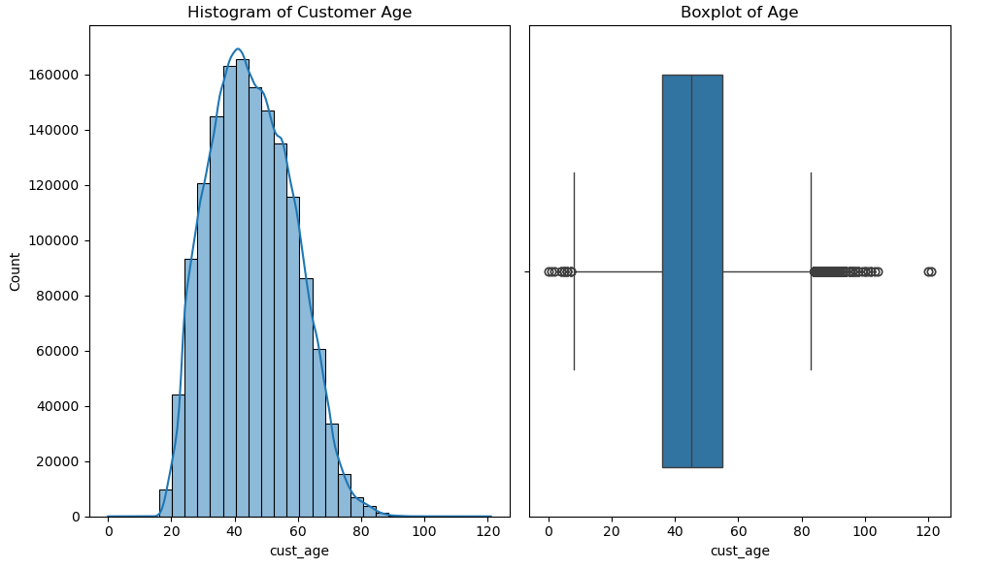 Histogram of Customer Age
Count
160000
140000
120000
100000
80000
60000
40000
20000
0
0 20 40 60 80 100 120
cust_age
Boxplot of Age
0 20 40 60 80 100 120
cust_age